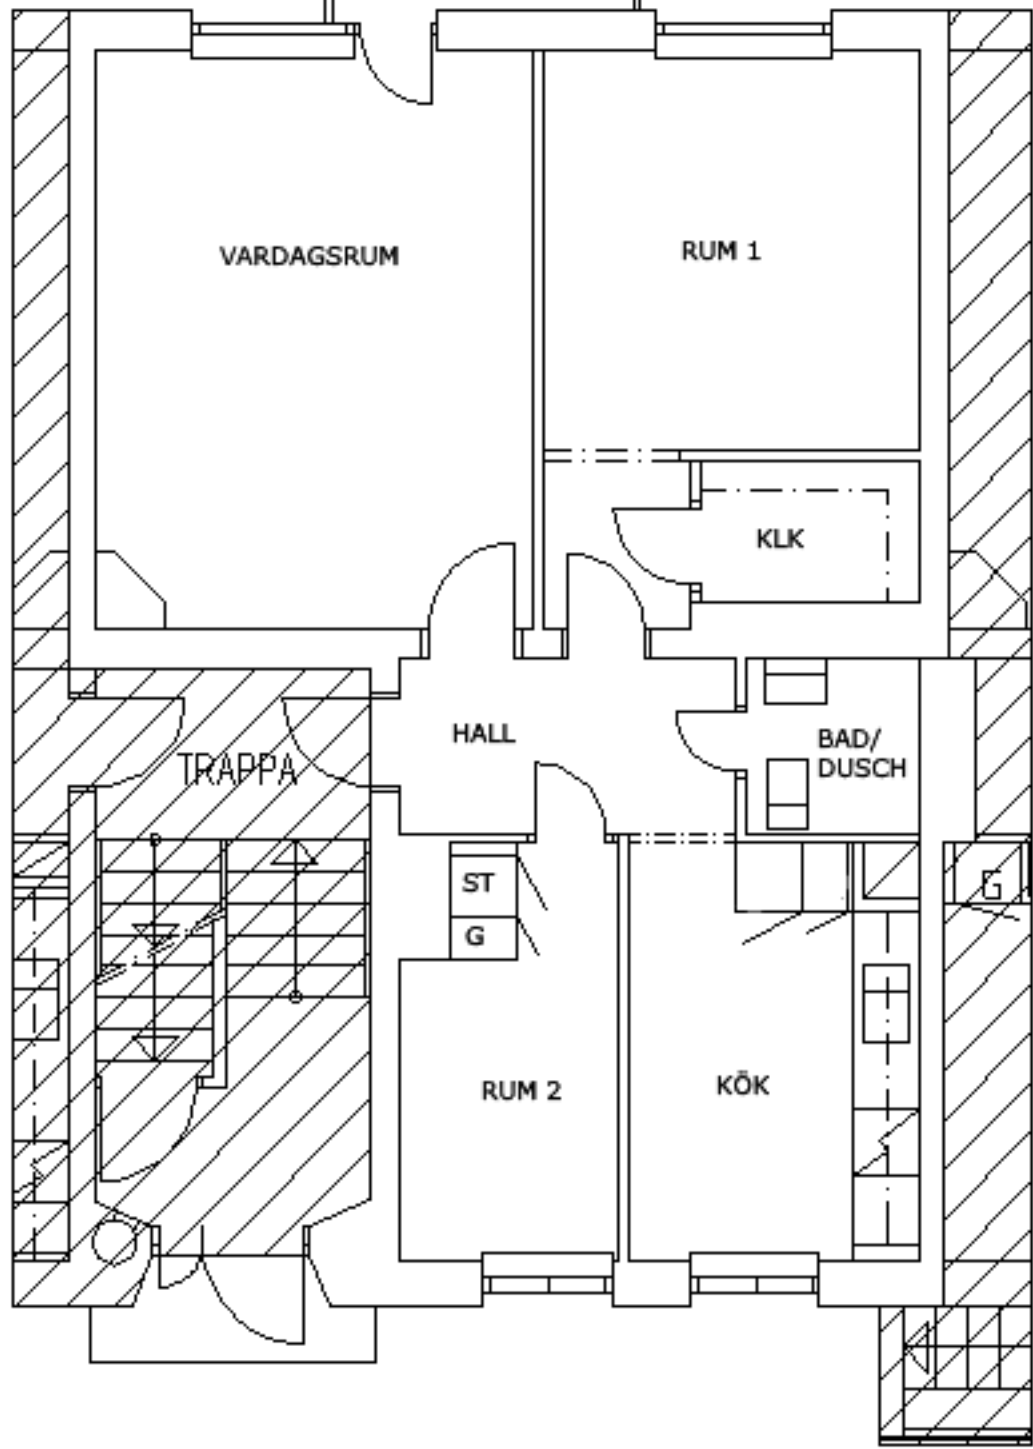 VARDAGSRUM
RUM 1
KLK
HALL
BAD/
DUSCH
TRAPPA
ST
G
G
RUM 2
KÖK